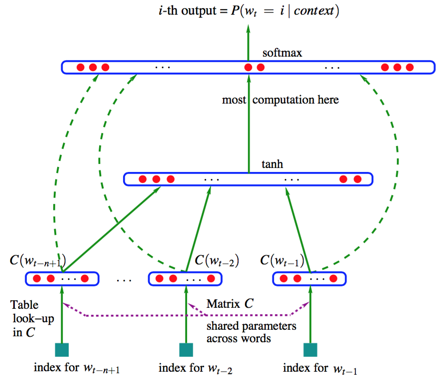 i-th output = P(w_t = i | context)
softmax
... ...
most computation here
tanh
... ...
C(w_{t−n+1}) C(w_{t−2}) C(w_{t−1})
... ... ... ...
Table Matrix C
look−up shared parameters
in C across words
index for w_{t−n+1} index for w_{t−2} index for w_{t−1}